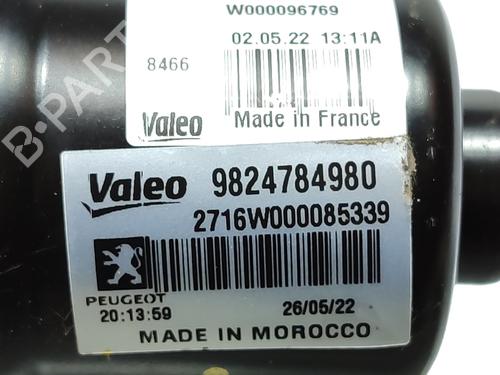 W000096769
02.05.22 13:11A
8466
Valeo Made in France
Valeo 9824784980
2716W000085339
PEUGEOT
20:13:59 26/05/22
MADE IN MOROCCO
B-PARTS